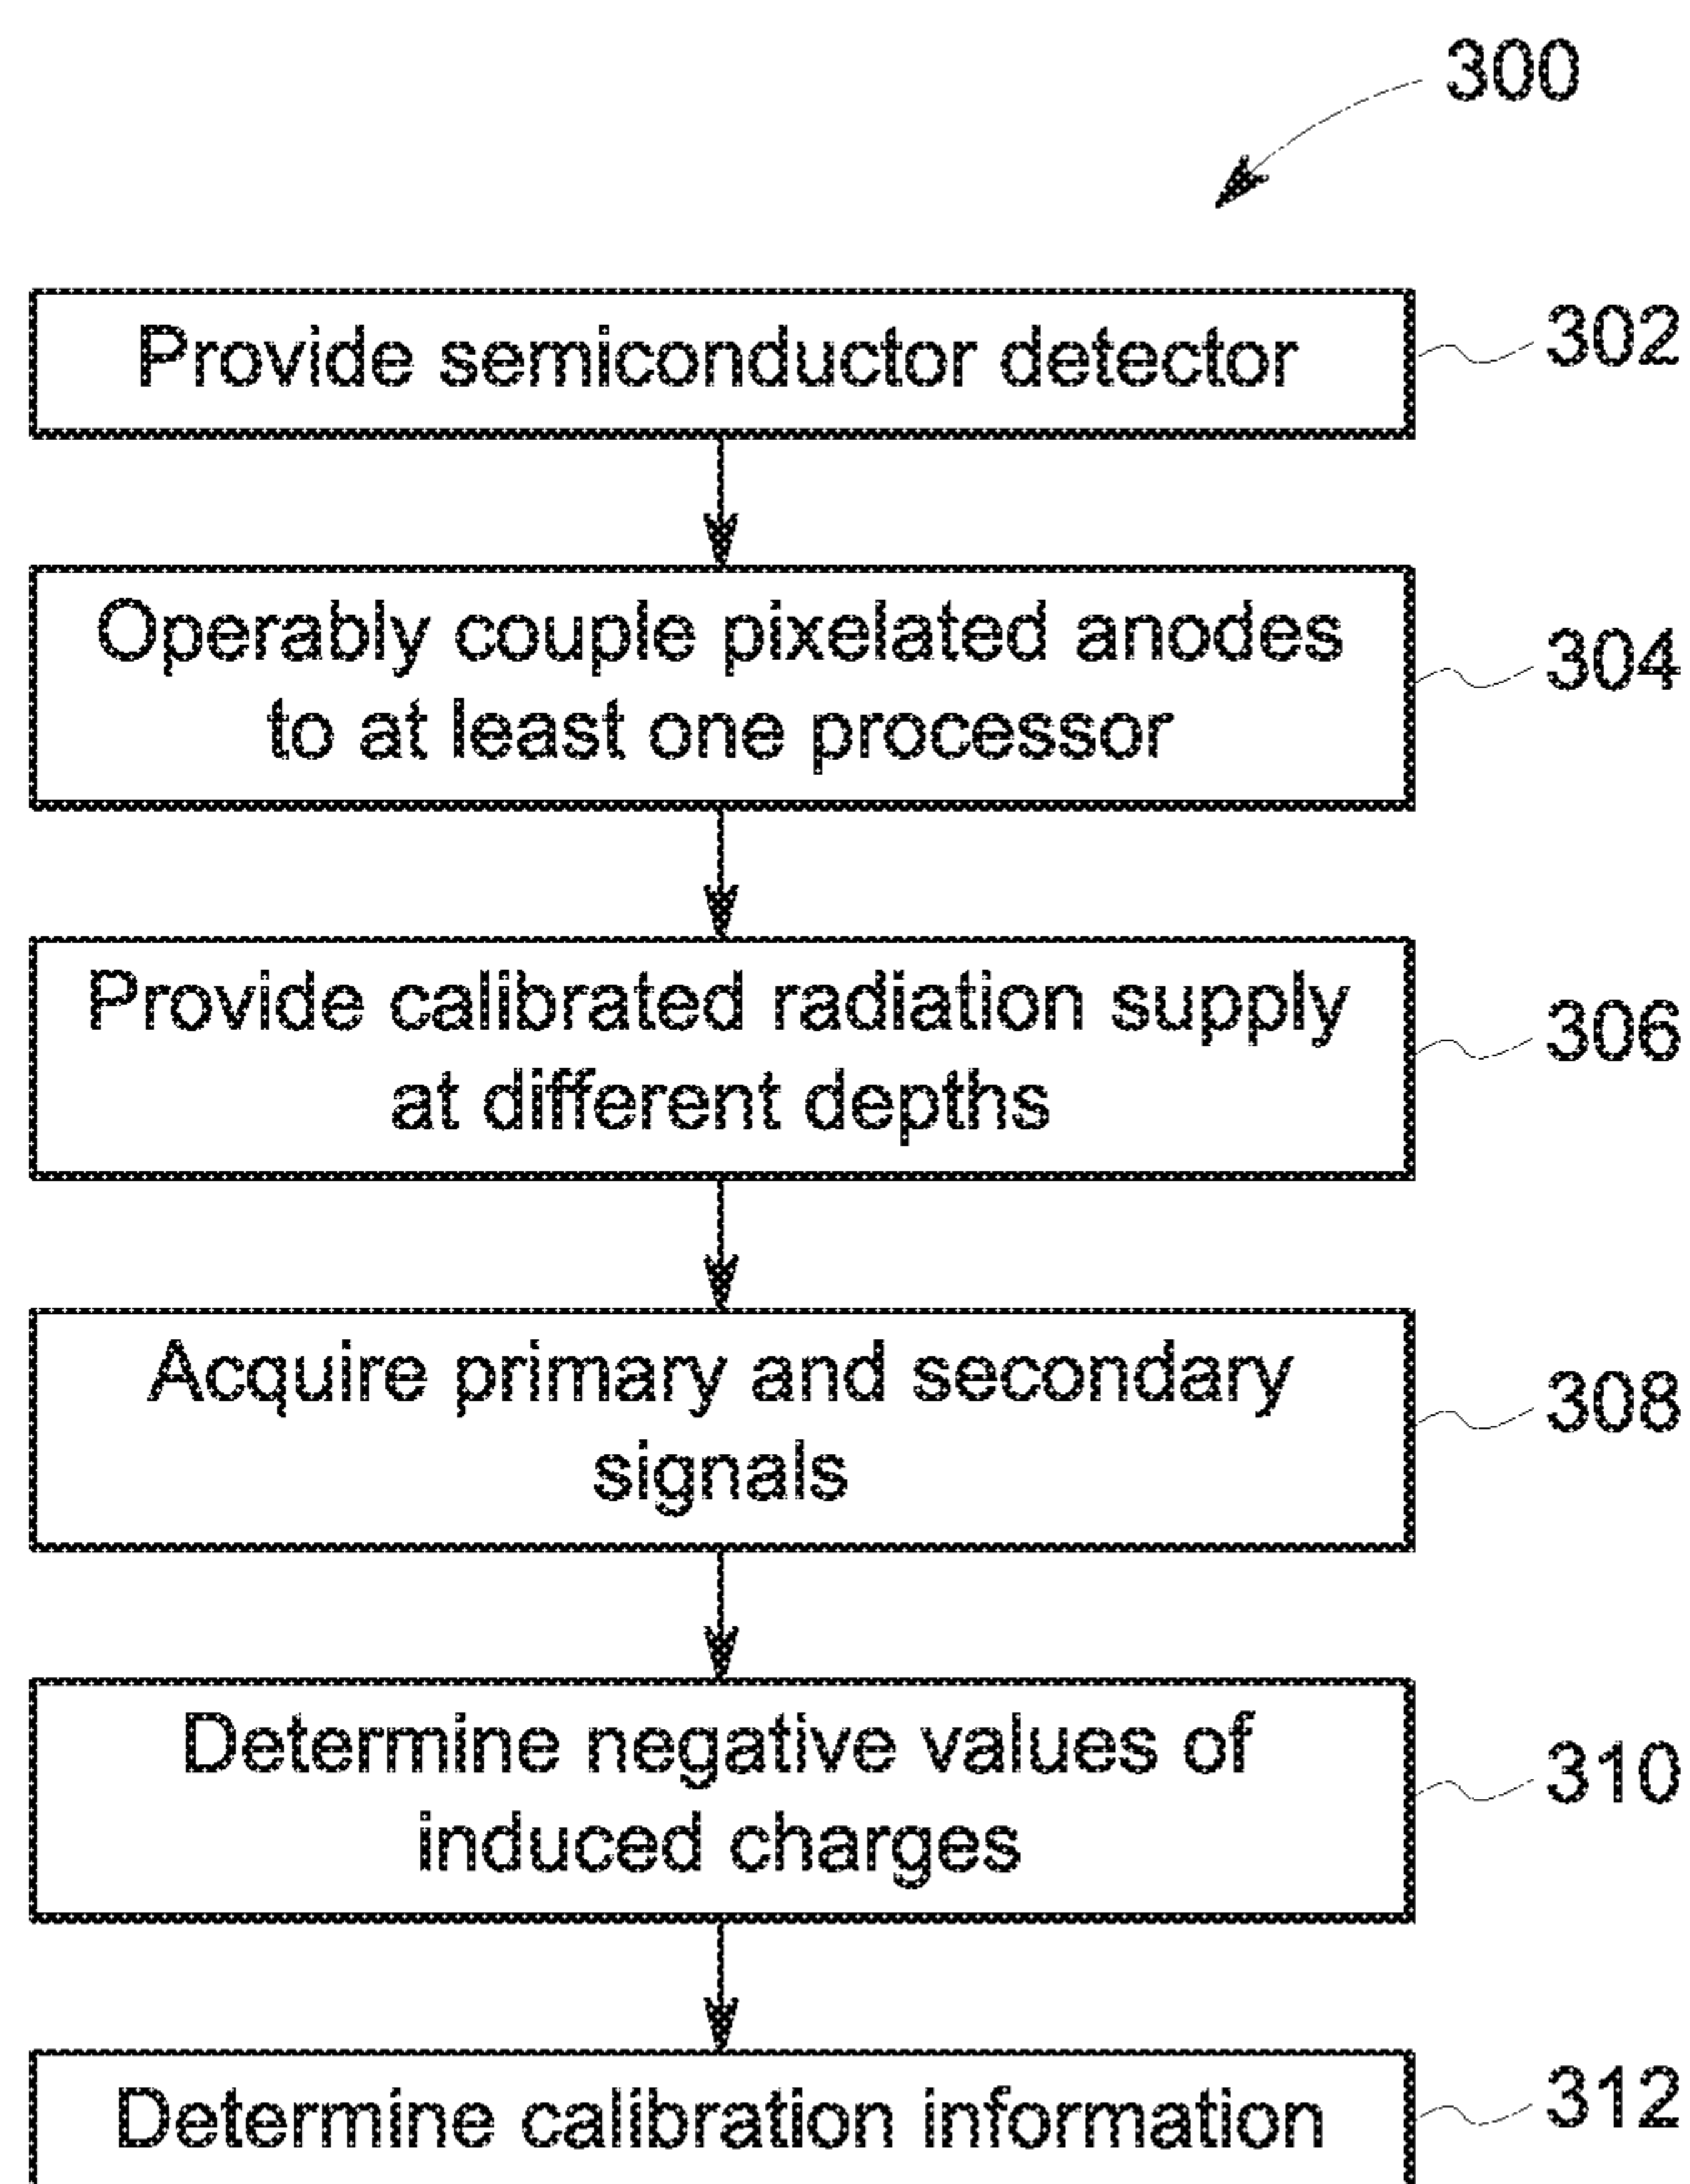 300
Provide semiconductor detector
302
Operably couple pixelated anodes
to at least one processor
304
Provide calibrated radiation supply
at different depths
306
Acquire primary and secondary
signals
308
Determine negative values of
induced charges
310
Determine calibration information
312